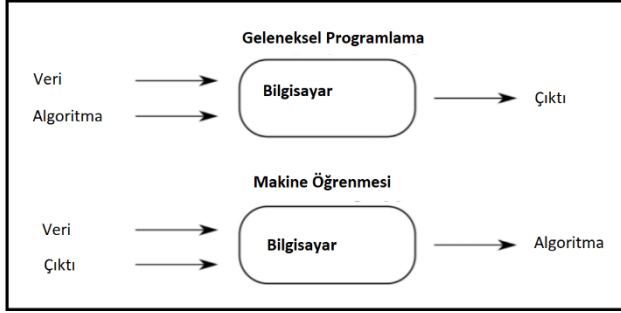 Geleneksel Programlama
Veri
Bilgisayar
Çıktı
Algoritma
Makine Öğrenmesi
Veri
Bilgisayar
Algoritma
Çıktı